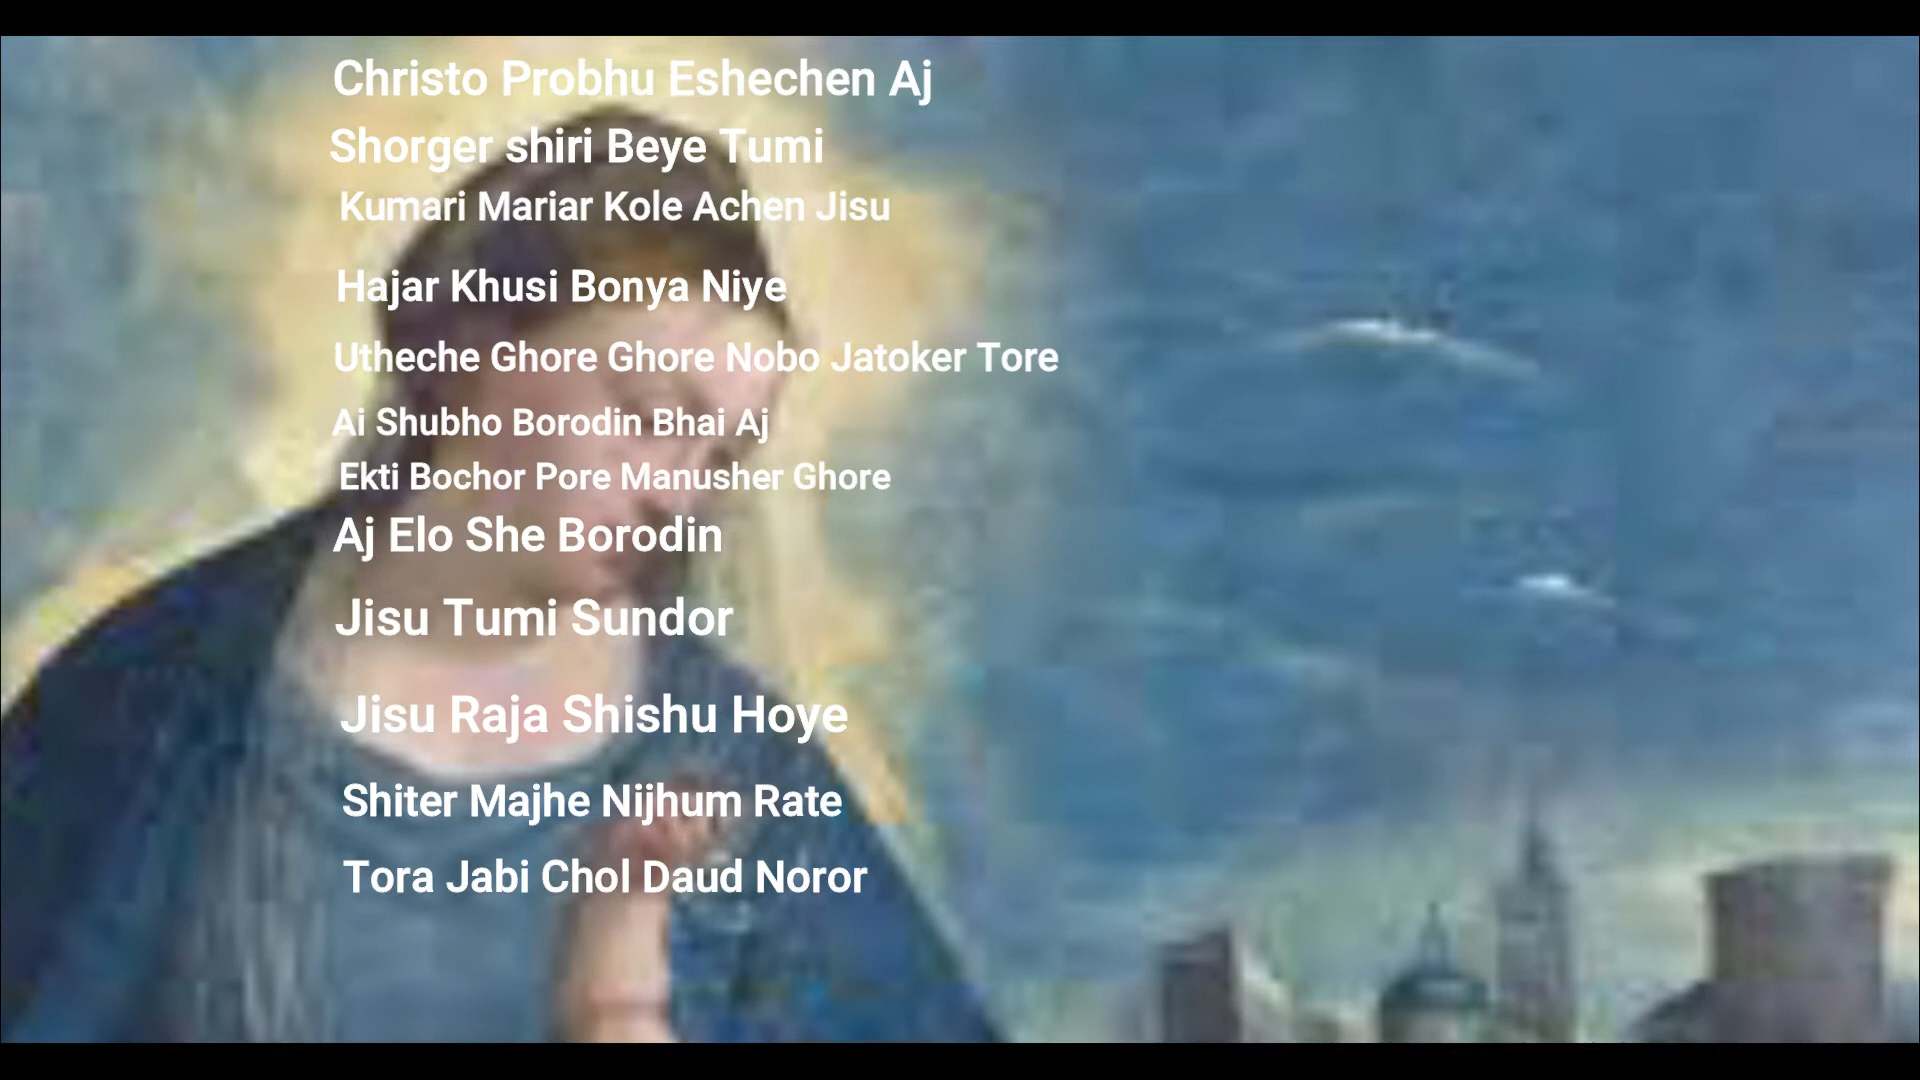 Christo Probhu Eshechen Aj
Shorger shiri Beye Tumi
Kumari Mariar Kole Achen Jisu
Hajar Khusi Bonya Niye
Utheche Ghore Ghore Nobo Jatoker Tore
Ai Shubho Borodin Bhai Aj
Ekti Bochor Pore Manusher Ghore
Aj Elo She Borodin
Jisu Tumi Sundor
Jisu Raja Shishu Hoye
Shiter Majhe Nijhum Rate
Tora Jabi Chol Daud Noror